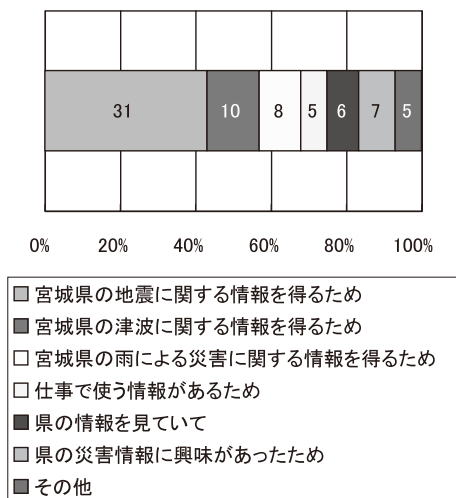 31 10 8 5 6 7 5
0% 20% 40% 60% 80% 100%
宮城県の地震に関する情報を得るため
宮城県の津波に関する情報を得るため
宮城県の雨による災害に関する情報を得るため
仕事で使う情報があるため
県の情報を見ていて
県の災害情報に興味があったため
その他